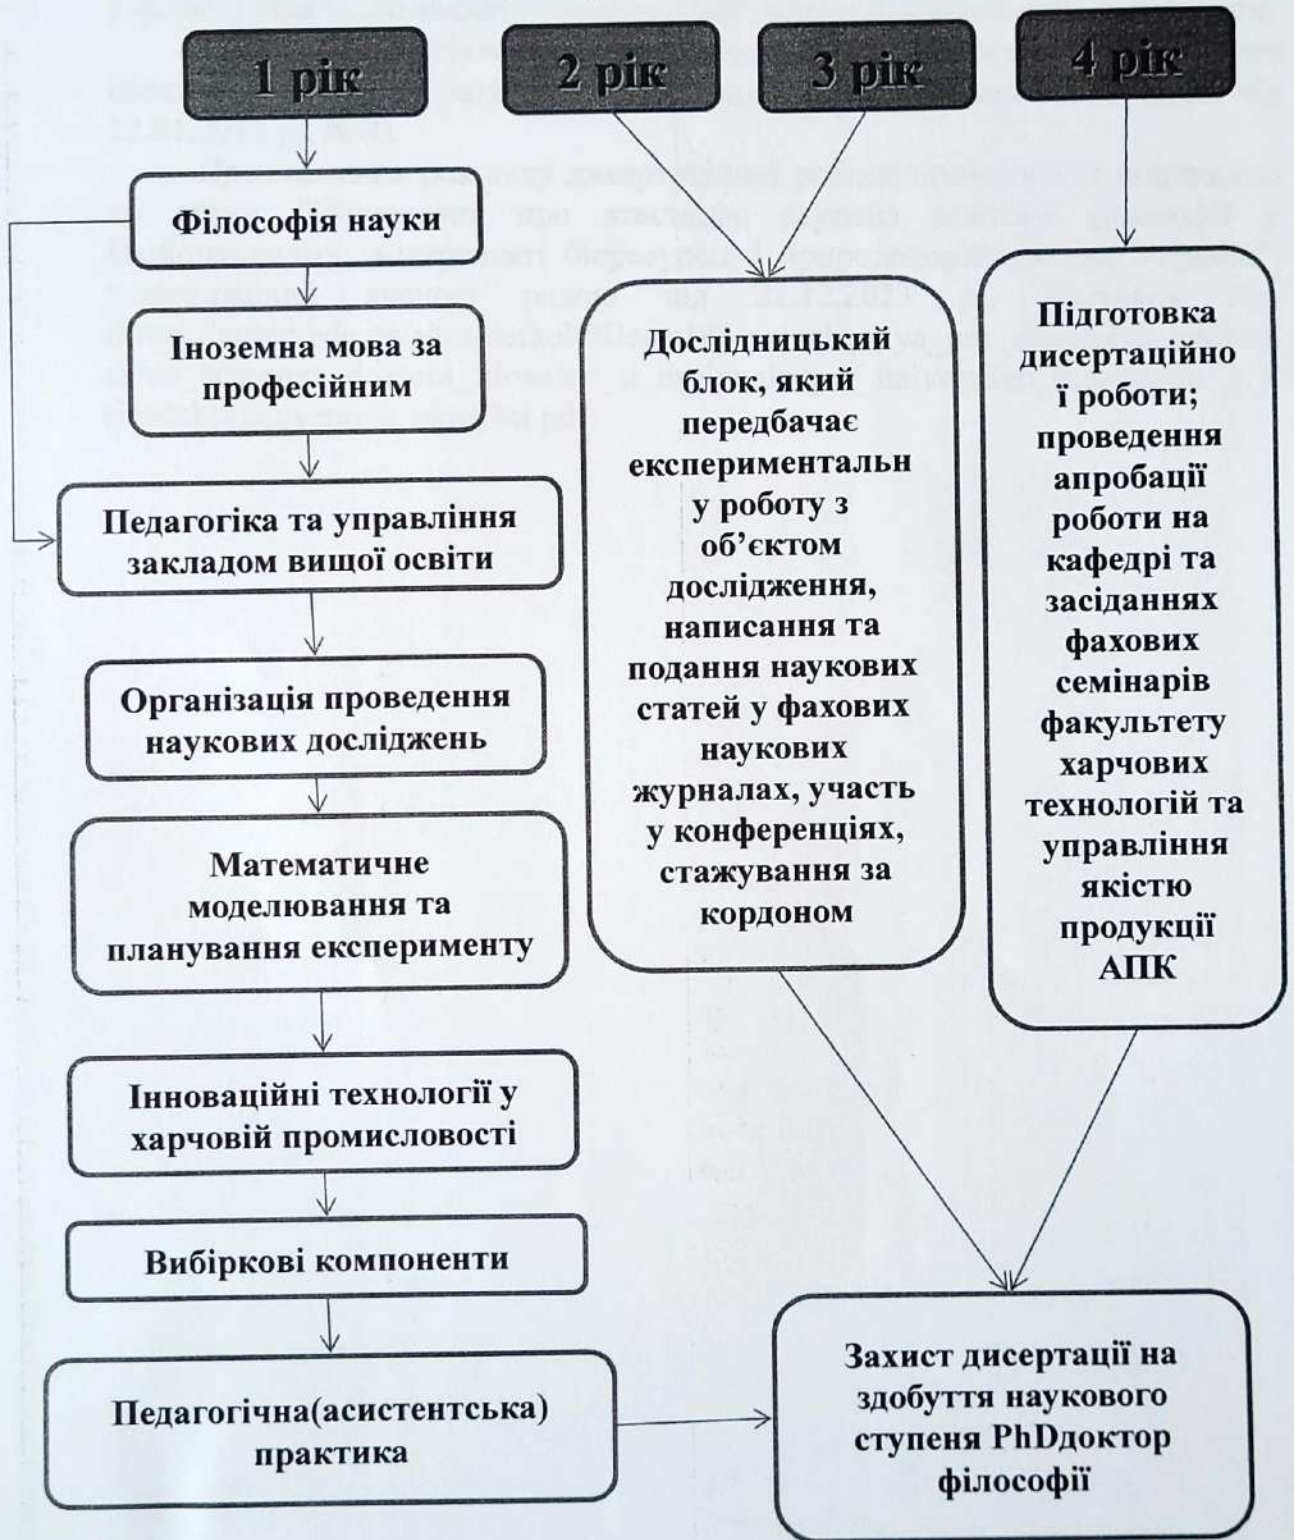 1 рік
2 рік
3 рік
4 рік
Філософія науки
Іноземна мова за
професійним
Педагогіка та управління
закладом вищої освіти
Організація проведення
наукових досліджень
Математичне
моделювання та
планування експерименту
Інноваційні технології у
харчовій промисловості
Вибіркові компоненти
Педагогічна(асистентська)
практика
Дослідницький
блок, який
передбачає
експериментальн
у роботу з
об’єктом
дослідження,
написання та
подання наукових
статей у фахових
наукових
журналах, участь
у конференціях,
стажування за
кордоном
Підготовка
дисертаційно
ї роботи;
проведення
апробації
роботи на
кафедрі та
засіданнях
фахових
семінарів
факультету
харчових
технологій та
управління
якістю
продукції
АПК
Захист дисертації на
здобуття наукового
ступеня PhDдоктор
філософії